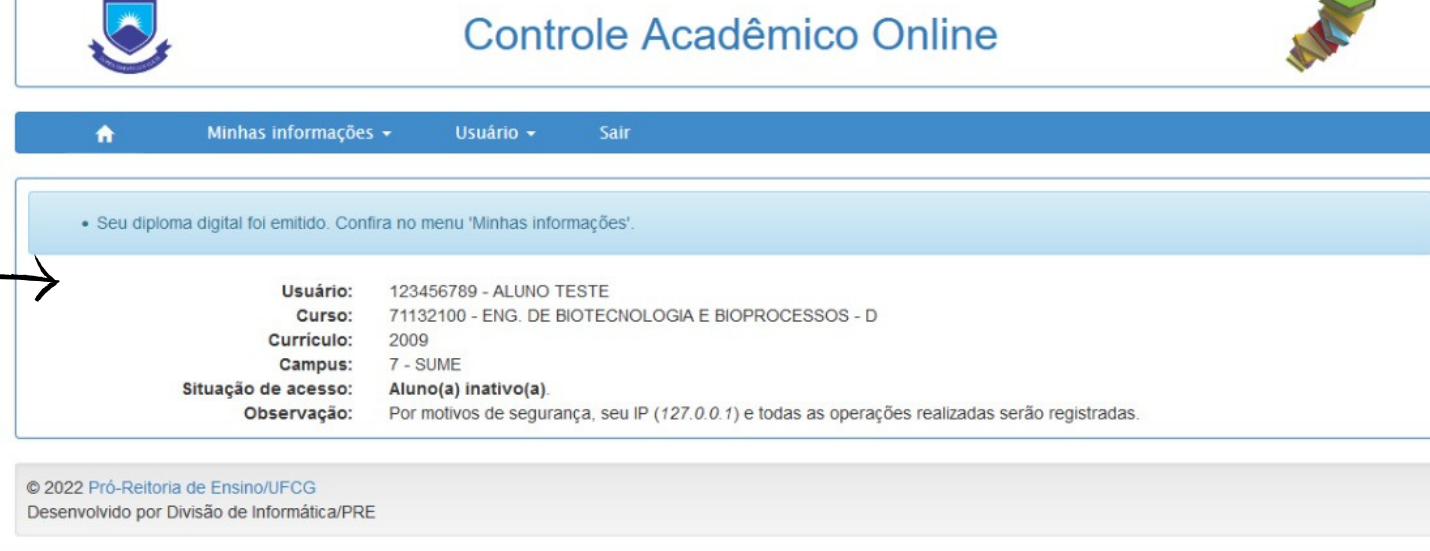 Controle Acadêmico Online
Minhas informações Usuário Sair
• Seu diploma digital foi emitido. Confira no menu 'Minhas informações'.
Usuário: 123456789 - ALUNO TESTE
Curso: 71132100 - ENG. DE BIOTECNOLOGIA E BIOPROCESSOS - D
Currículo: 2009
Campus: 7 - SUME
Situação de acesso: Aluno(a) inativo(a).
Observação: Por motivos de segurança, seu IP (127.0.0.1) e todas as operações realizadas serão registradas.
© 2022 Pró-Reitoria de Ensino/UFCG
Desenvolvido por Divisão de Informática/PRE